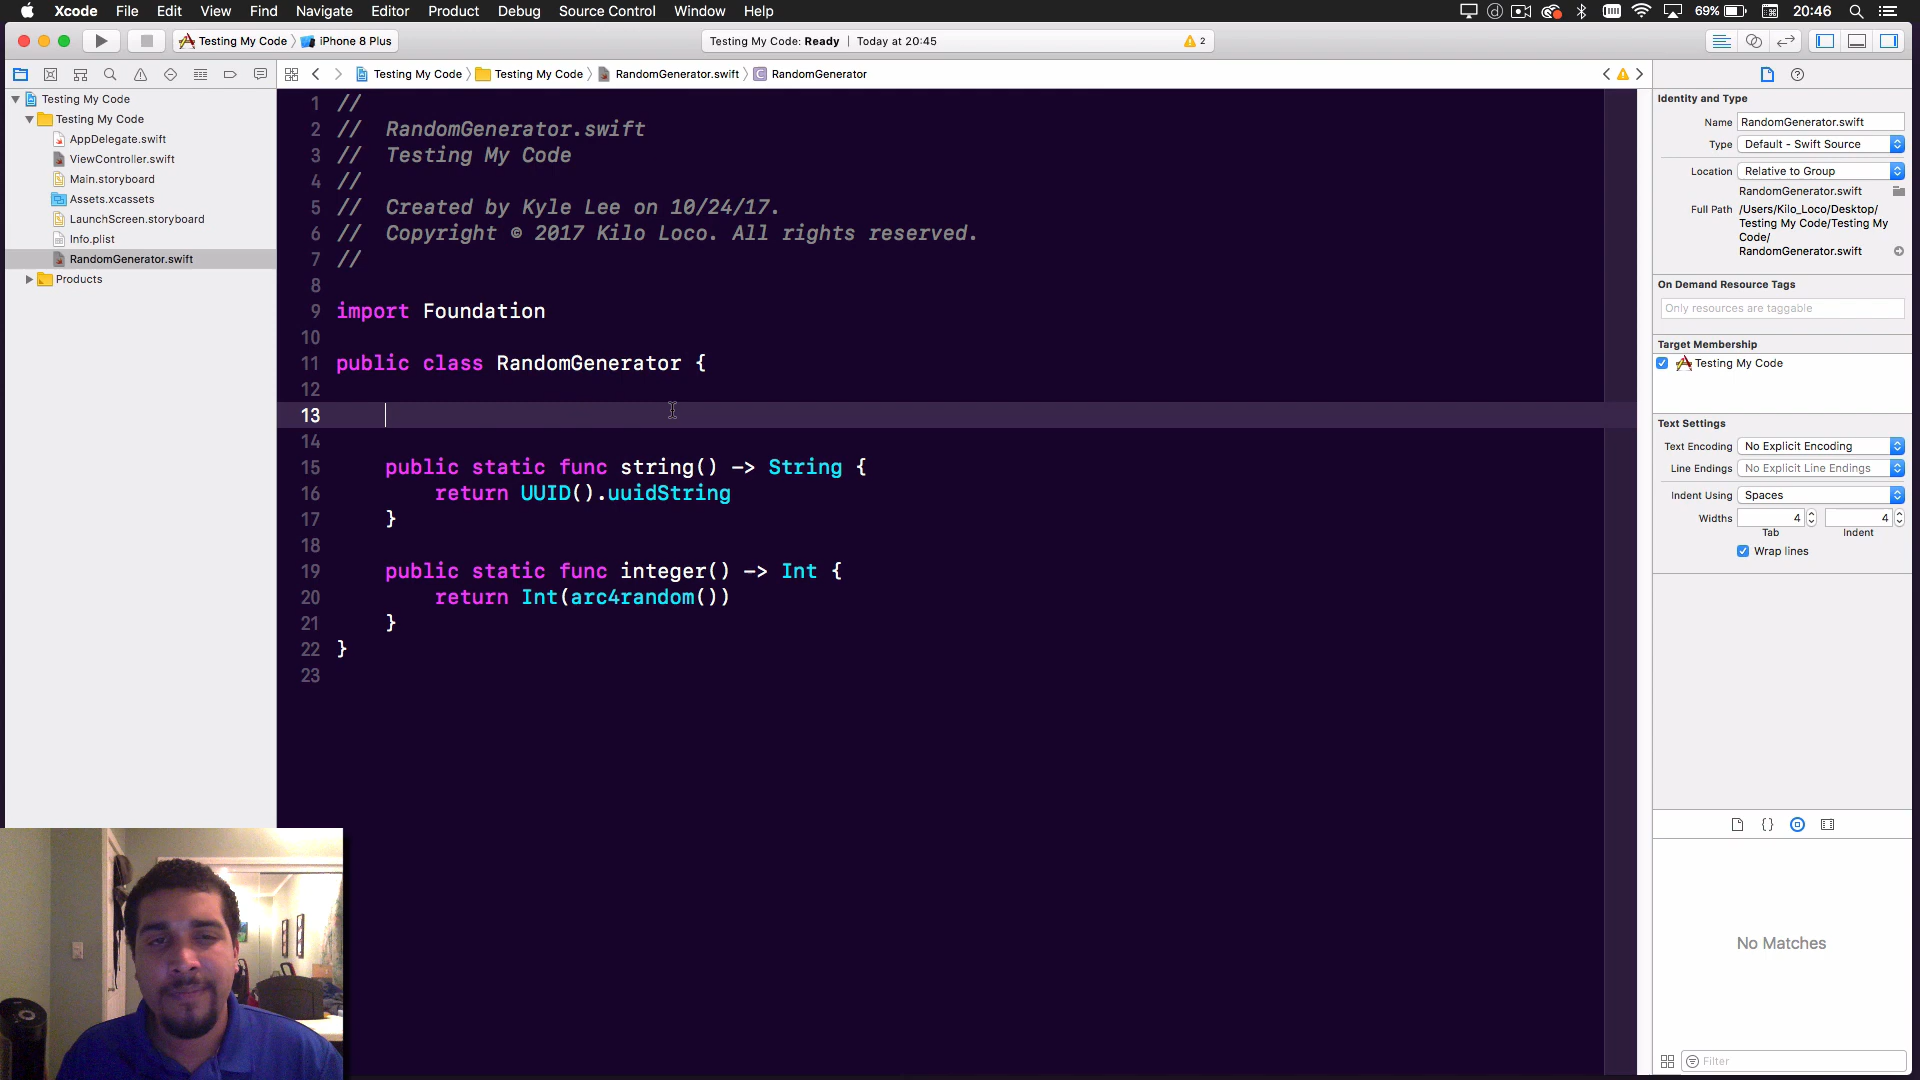 Xcode File Edit View Find Navigate Editor Product Debug Source Control Window Help 69% 20:46
Testing My Code iPhone 8 Plus Testing My Code: Ready | Today at 20:45 2
Testing My Code Testing My Code RandomGenerator.swift C RandomGenerator
Testing My Code
Testing My Code
AppDelegate.swift
ViewController.swift
Main.storyboard
Assets.xcassets
LaunchScreen.storyboard
Info.plist
RandomGenerator.swift
Products
1 //
2 // RandomGenerator.swift
3 // Testing My Code
4 //
5 // Created by Kyle Lee on 10/24/17.
6 // Copyright © 2017 Kilo Loco. All rights reserved.
7 //
8
9 import Foundation
10
11 public class RandomGenerator {
12
13
14
15 public static func string() -> String {
16 return UUID().uuidString
17 }
18
19 public static func integer() -> Int {
20 return Int(arc4random())
21 }
22 }
23
Identity and Type
Name RandomGenerator.swift
Type Default - Swift Source
Location Relative to Group
RandomGenerator.swift
Full Path /Users/Kilo_Loco/Desktop/
Testing My Code/Testing My
Code/
RandomGenerator.swift
On Demand Resource Tags
Only resources are taggable
Target Membership
Testing My Code
Text Settings
Text Encoding No Explicit Encoding
Line Endings No Explicit Line Endings
Indent Using Spaces
Widths 4 4
Tab Indent
Wrap lines
{}
No Matches
Filter